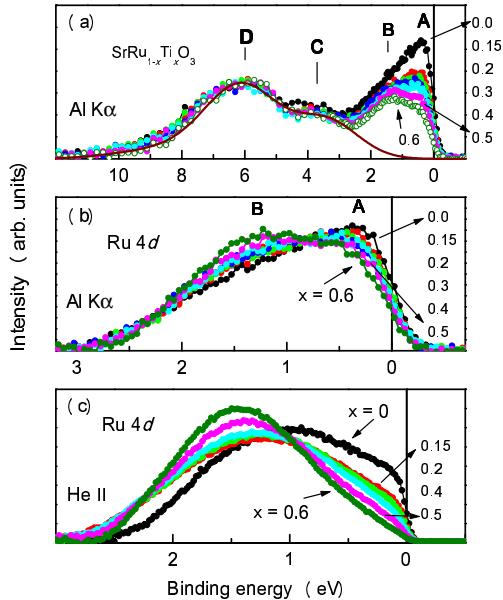 ( a )
B
A
SrRu1-xTixO3
D
C
0.0
0.15
0.2
0.3
0.4
0.5
Al Kα
0.6
10
8
6
4
2
0
Intensity ( arb. units)
( b )
B
A
Ru 4d
0.0
0.15
0.2
0.3
0.4
0.5
Al Kα
x = 0.6
3
2
1
0
( c )
Ru 4d
x = 0
0.15
0.2
0.4
0.5
He II
x = 0.6
2
1
0
Binding energy ( eV)